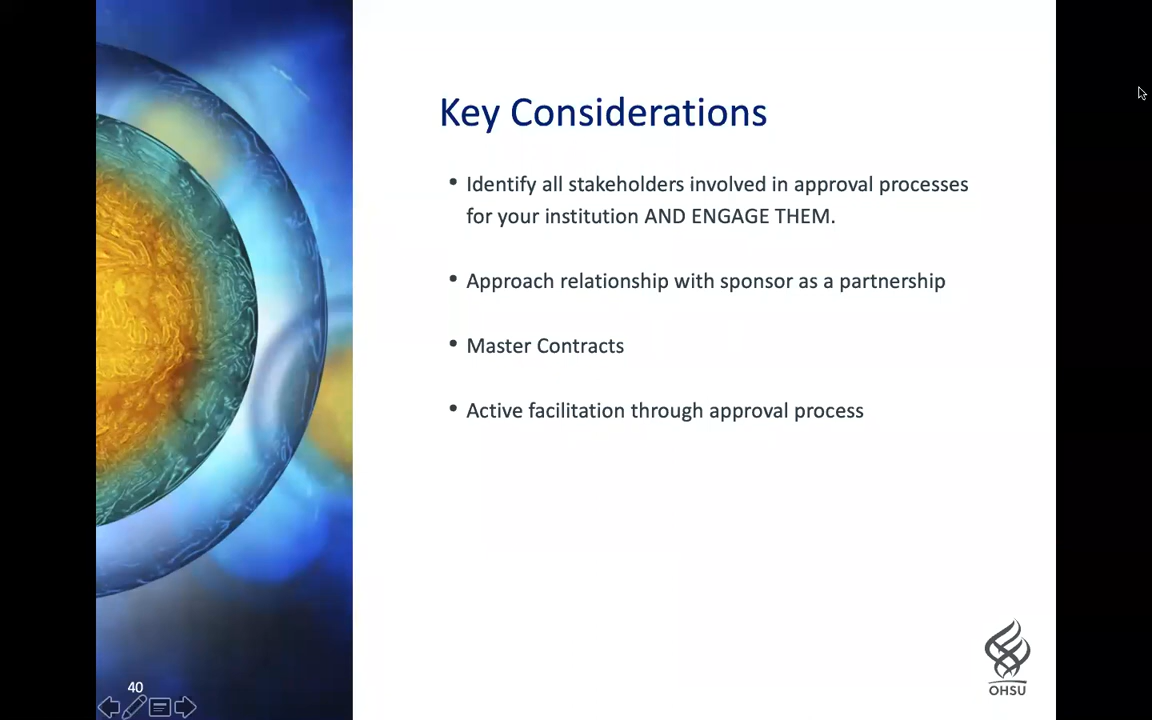 Key Considerations
• Identify all stakeholders involved in approval processes
for your institution AND ENGAGE THEM.
• Approach relationship with sponsor as a partnership
• Master Contracts
• Active facilitation through approval process
40
OHSU